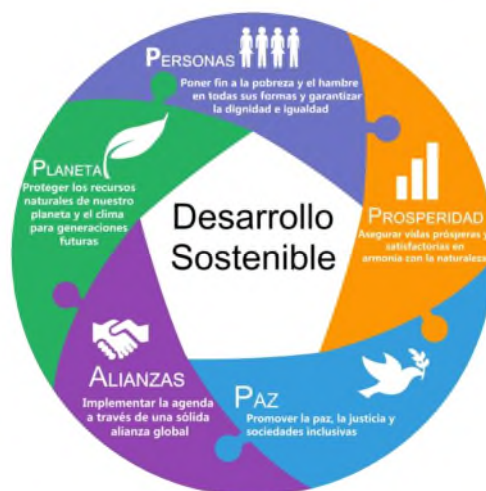 PERSONAS
Poner fin a la pobreza y el hambre
en todas sus formas y garantizar
la dignidad e igualdad
PROSPERIDAD
Asegurar vidas prósperas y
satisfactorias en
armonía con la naturaleza
PAZ
Promover la paz, la justicia y
sociedades inclusivas
ALIANZAS
Implementar la agenda
a través de una sólida
alianza global
PLANETA
Proteger los recursos
naturales de nuestro
planeta y el clima
para generaciones
futuras
Desarrollo
Sostenible